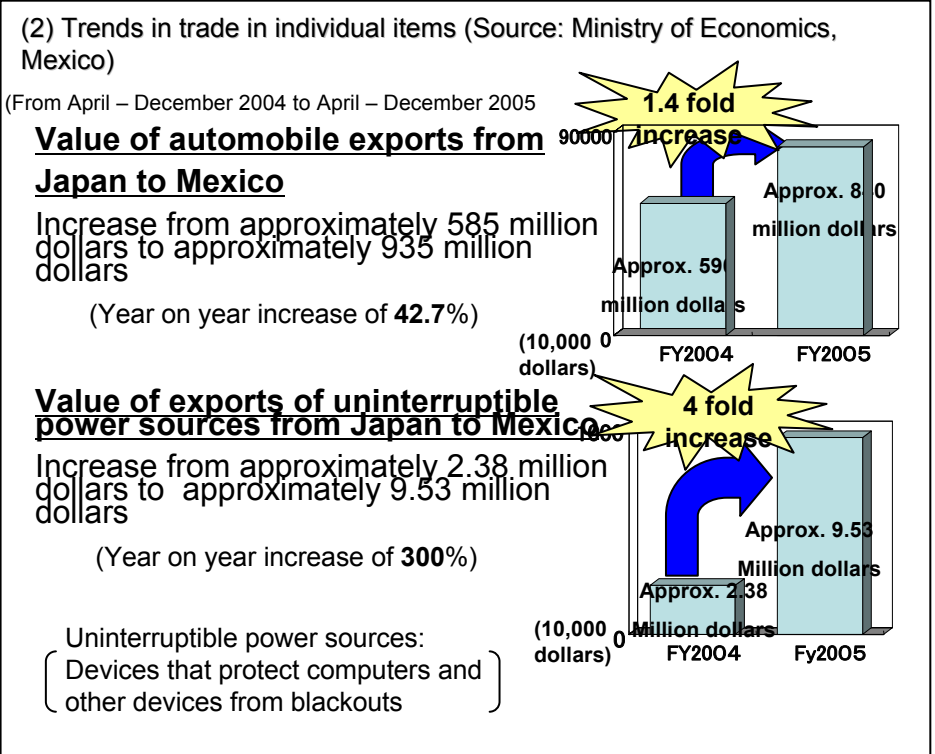 (2) Trends in trade in individual items (Source: Ministry of Economics,
Mexico)
(From April – December 2004 to April – December 2005
Value of automobile exports from
Japan to Mexico
Increase from approximately 585 million
dollars to approximately 935 million
dollars
(Year on year increase of 42.7%)
1.4 fold
increase
90000
Approx. 840
million dollars
Approx. 590
million dollars
(10,000
dollars)
0
FY2004
FY2005
Value of exports of uninterruptible
power sources from Japan to Mexico
Increase from approximately 2.38 million
dollars to approximately 9.53 million
dollars
(Year on year increase of 300%)
4 fold
increase
1000
Approx. 9.53
Million dollars
Approx. 2.38
Million dollars
(10,000
dollars)
0
FY2004
Fy2005
Uninterruptible power sources:
Devices that protect computers and
other devices from blackouts